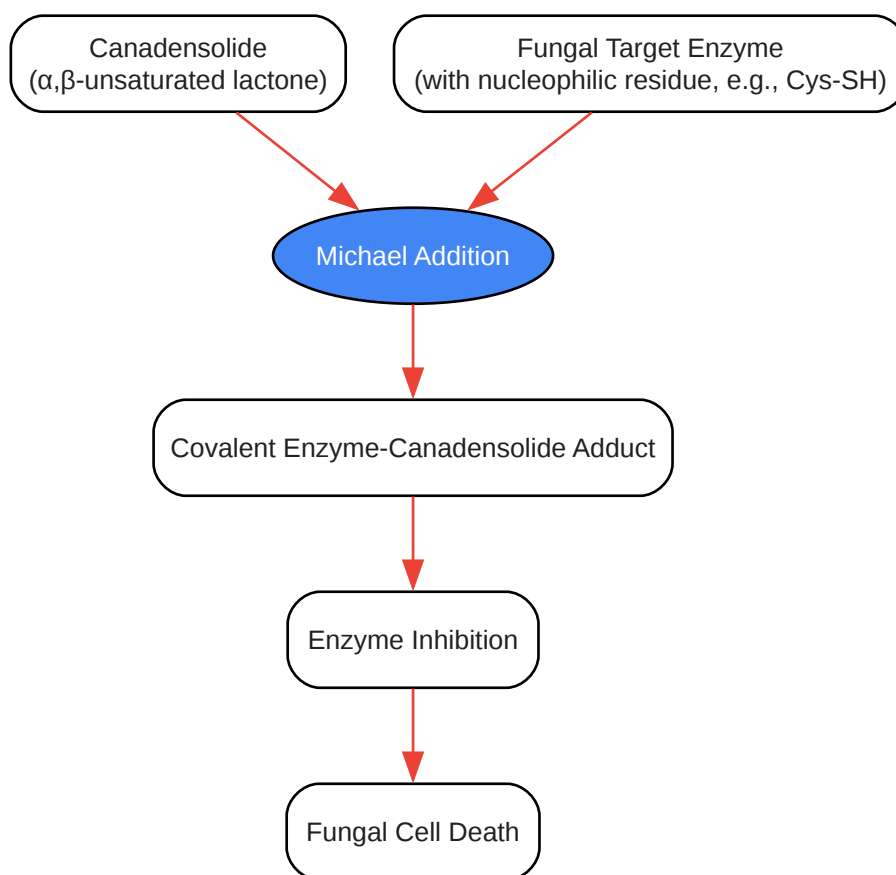 Canadensolide
(α,β-unsaturated lactone)
Fungal Target Enzyme
(with nucleophilic residue, e.g., Cys-SH)
Michael Addition
Covalent Enzyme-Canadensolide Adduct
Enzyme Inhibition
Fungal Cell Death